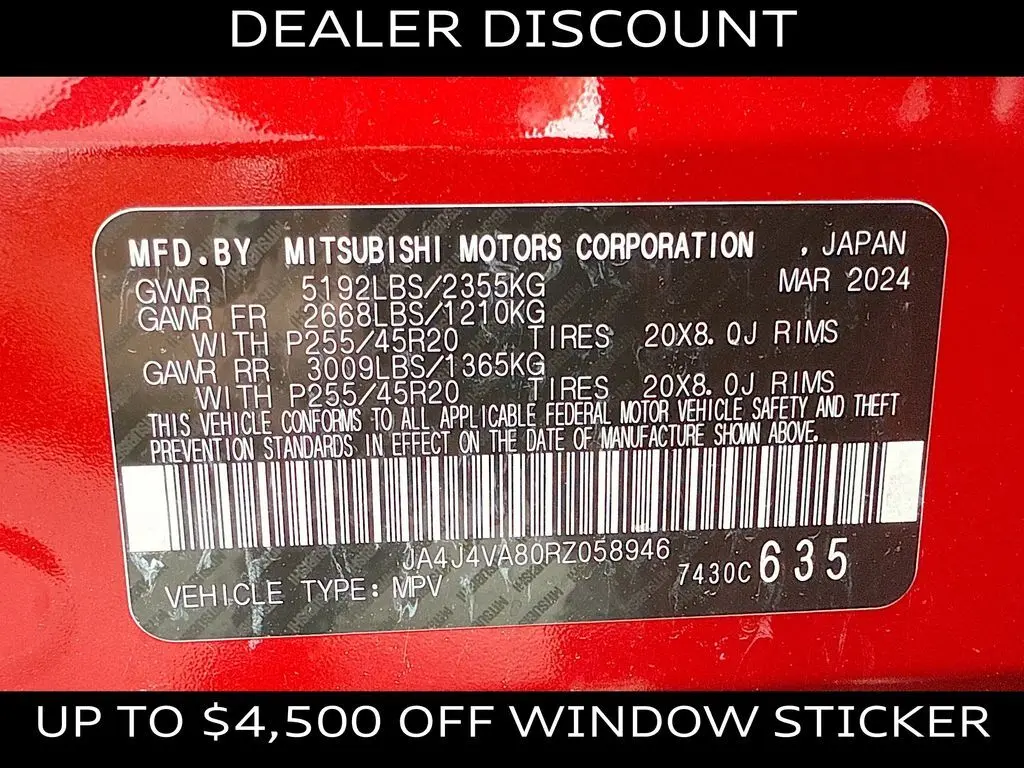 DEALER DISCOUNT
MFD.BY MITSUBISHI MOTORS CORPORATION , JAPAN
GVWR 5192LBS/2355KG MAR 2024
GAWR FR 2668LBS/1210KG
WITH P255/45R20 TIRES 20X8.0J RIMS
GAWR RR 3009LBS/1365KG
WITH P255/45R20 TIRES 20X8.0J RIMS
THIS VEHICLE CONFORMS TO ALL APPLICABLE FEDERAL MOTOR VEHICLE SAFETY AND THEFT
PREVENTION STANDARDS IN EFFECT ON THE DATE OF MANUFACTURE SHOWN ABOVE.
JA4J4VA80RZ058946
VEHICLE TYPE: MPV 7430C 635
UP TO $4,500 OFF WINDOW STICKER